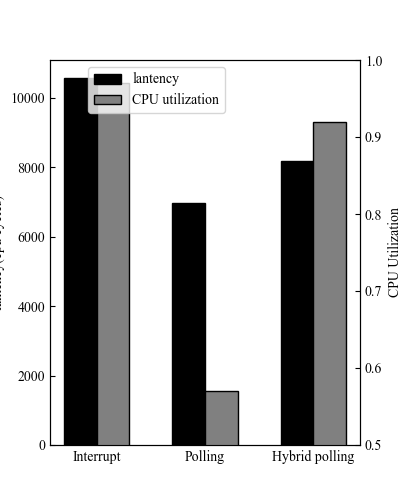 lantency
CPU utilization
10000
8000
6000
4000
2000
0
1.0
0.9
0.8
0.7
0.6
0.5
CPU Utilization
Interrupt
Polling
Hybrid polling